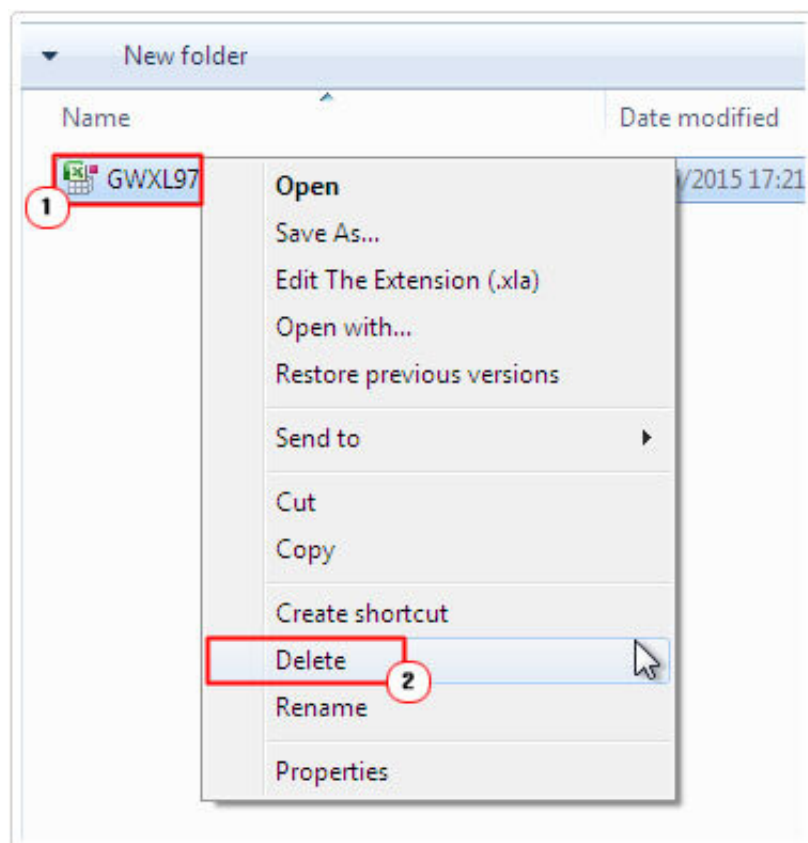 New folder
Name Date modified
GWXL97 /2015 17:21
1
Open
Save As...
Edit The Extension (.xla)
Open with...
Restore previous versions
Send to
Cut
Copy
Create shortcut
Delete
2
Rename
Properties